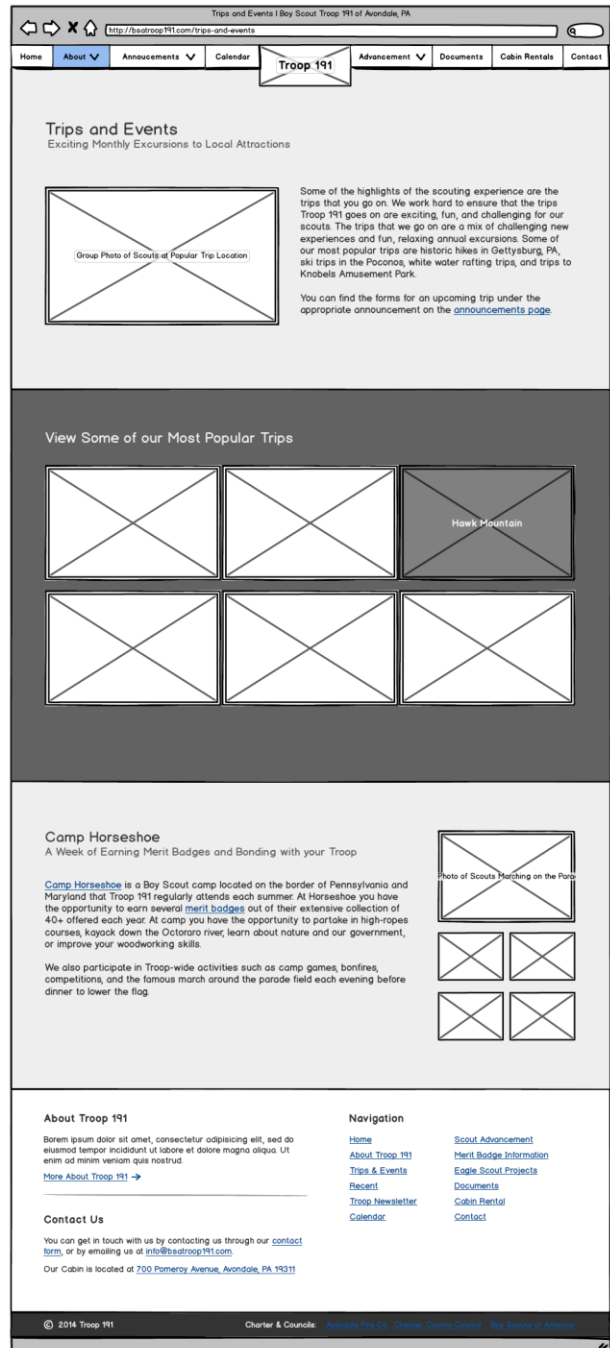 Trips and Events | Boy Scout Troop 191 of Avondale, PA
http://bsatroop191.com/trips-and-events
Home About Annoucements Calendar Troop 191 Advancement Documents Cabin Rentals Contact
Trips and Events
Exciting Monthly Excursions to Local Attractions
Group Photo of Scouts at Popular Trip Location
Some of the highlights of the scouting experience are the
trips that you go on. We work hard to ensure that the trips
Troop 191 goes on are exciting, fun, and challenging for our
scouts. The trips that we go on are a mix of challenging new
experiences and fun, relaxing annual excursions. Some of
our most popular trips are historic hikes in Gettysburg, PA,
ski trips in the Poconos, white water rafting trips, and trips to
Knobels Amusement Park.
You can find the forms for an upcoming trip under the
appropriate announcement on the announcements page.
View Some of our Most Popular Trips
Hawk Mountain
Camp Horseshoe
A Week of Earning Merit Badges and Bonding with your Troop
Camp Horseshoe is a Boy Scout camp located on the border of Pennsylvania and
Maryland that Troop 191 regularly attends each summer. At Horseshoe you have
the opportunity to earn several merit badges out of their extensive collection of
40+ offered each year. At camp you have the opportunity to partake in high-ropes
courses, kayack down the Octoraro river, learn about nature and our government,
or improve your woodworking skills.
We also participate in Troop-wide activities such as camp games, bonfires,
competitions, and the famous march around the parade field each evening before
dinner to lower the flag.
Photo of Scouts Marching on the Para
About Troop 191
Borem ipsum dolor sit amet, consectetur adipisicing elit, sed do
eiusmod tempor incididunt ut labore et dolore magna aliqua. Ut
enim ad minim veniam quis nostrud.
More About Troop 191 →
Contact Us
You can get in touch with us by contacting us through our contact
form, or by emailing us at info@bsatroop191.com.
Our Cabin is located at 700 Pomeroy Avenue, Avondale, PA 19311
Navigation
Home
About Troop 191
Trips & Events
Recent
Troop Newsletter
Calendar
Scout Advancement
Merit Badge Information
Eagle Scout Projects
Documents
Cabin Rental
Contact
© 2014 Troop 191
Charter & Councils: Avondale Fire Co Chester County Council Boy Scouts of America